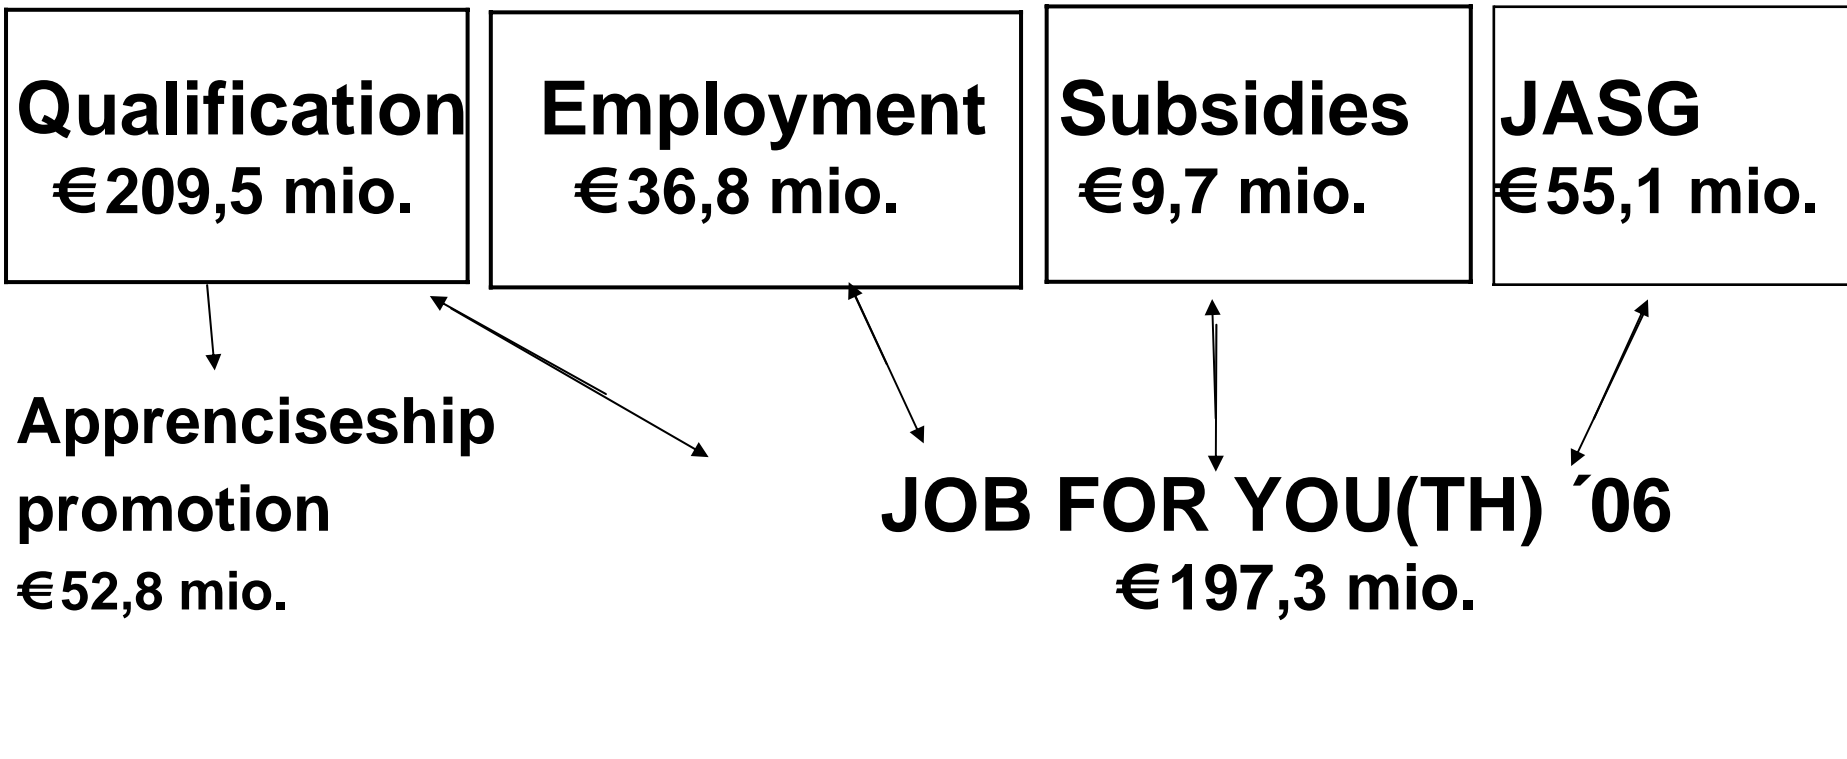 Qualification
€209,5 mio.
Employment
€36,8 mio.
Subsidies
€9,7 mio.
JASG
€55,1 mio.
Apprenciseship
promotion
€52,8 mio.
JOB FOR YOU(TH) ´06
€197,3 mio.